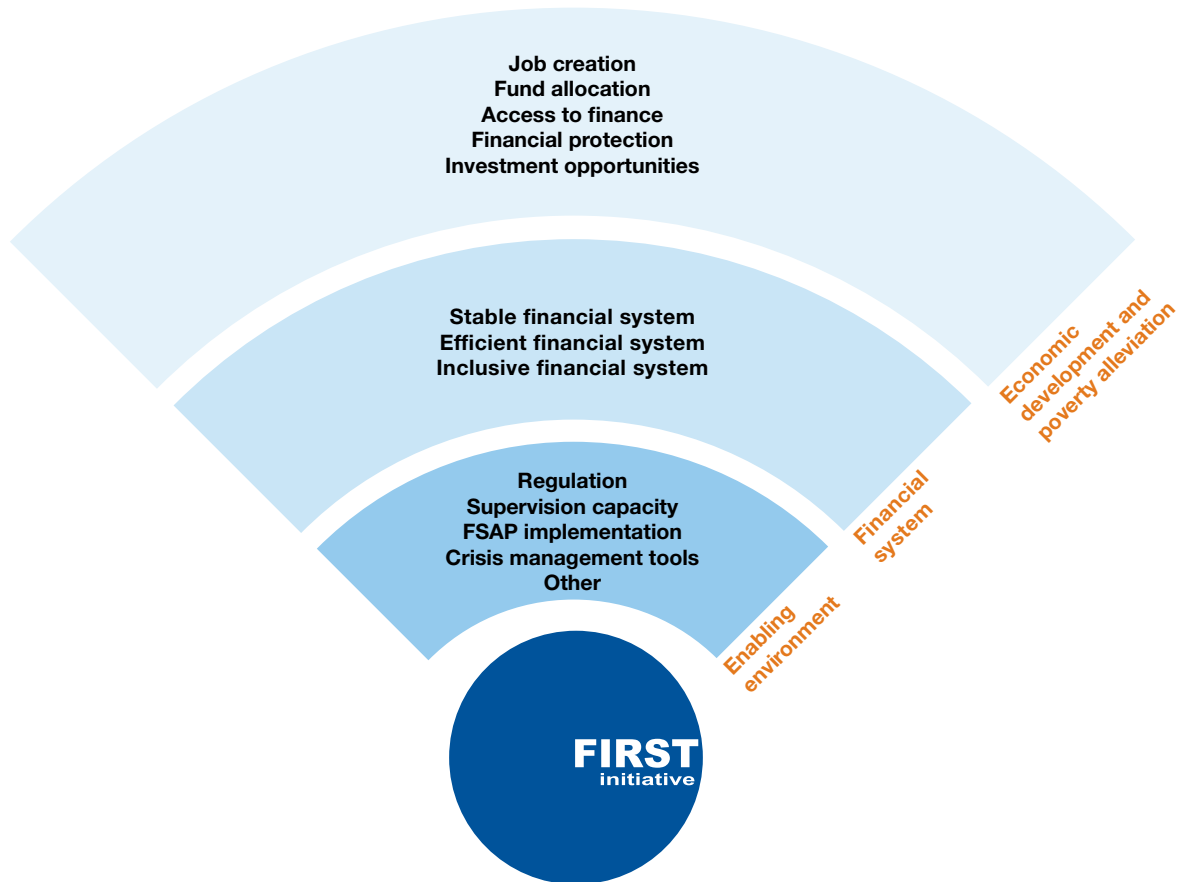 Job creation
Fund allocation
Access to finance
Financial protection
Investment opportunities
Economic
development and
poverty alleviation
Stable financial system
Efficient financial system
Inclusive financial system
Financial
system
Regulation
Supervision capacity
FSAP implementation
Crisis management tools
Other
Enabling
environment
FIRST
initiative